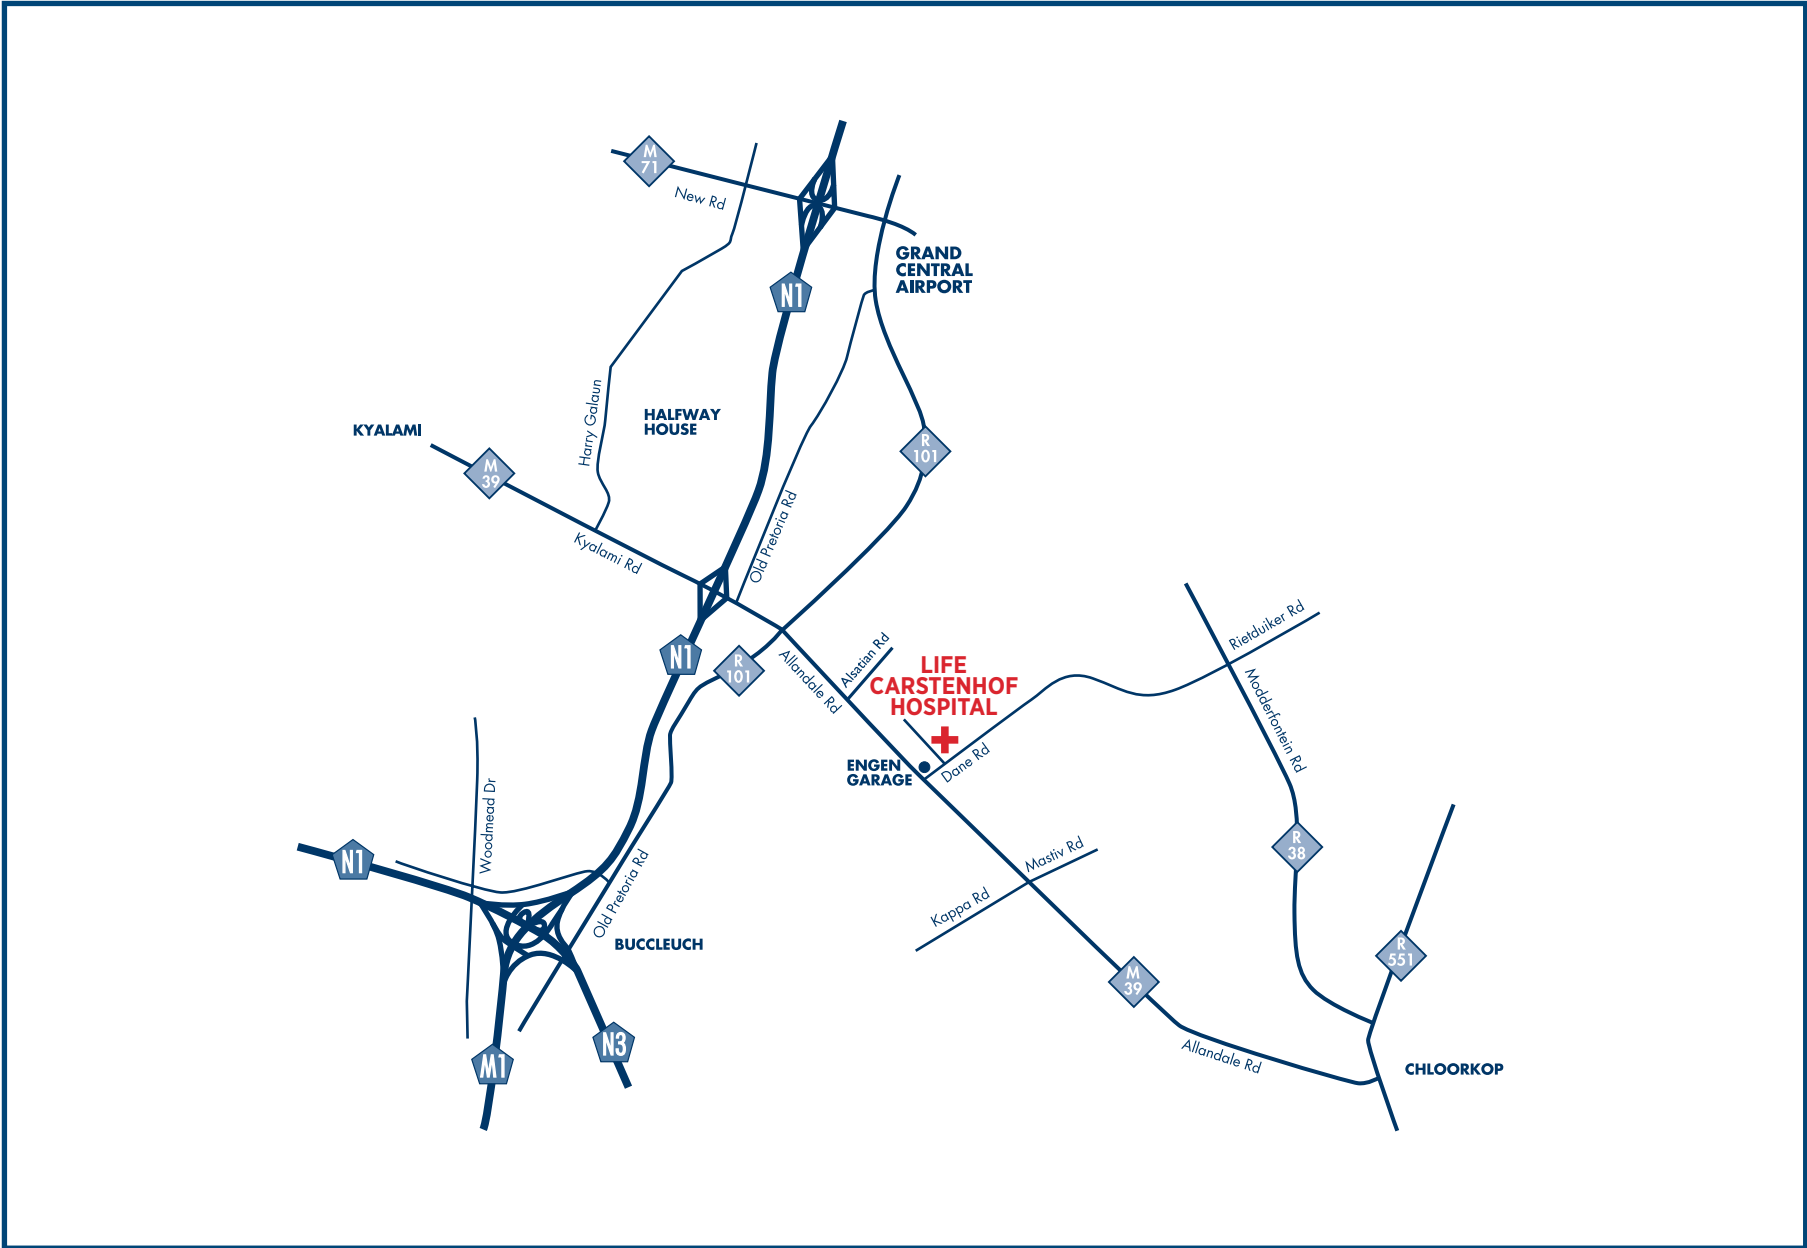 M
71
New Rd
GRAND
CENTRAL
AIRPORT
N1
Harry Galaun
HALFWAY
HOUSE
KYALAMI
M
39
R
101
Kyalami Rd
Old Pretoria Rd
N1
R
101
Allandale Rd
Alsatian Rd
LIFE
CARSTENHOF
HOSPITAL
Rietduiker Rd
Modderfontein Rd
ENGEN
GARAGE
Dane Rd
Woodmead Dr
N1
Old Pretoria Rd
BUCCLEUCH
Mastiv Rd
Kappa Rd
R
38
R
551
M
39
N3
M1
Allandale Rd
CHLOORKOP